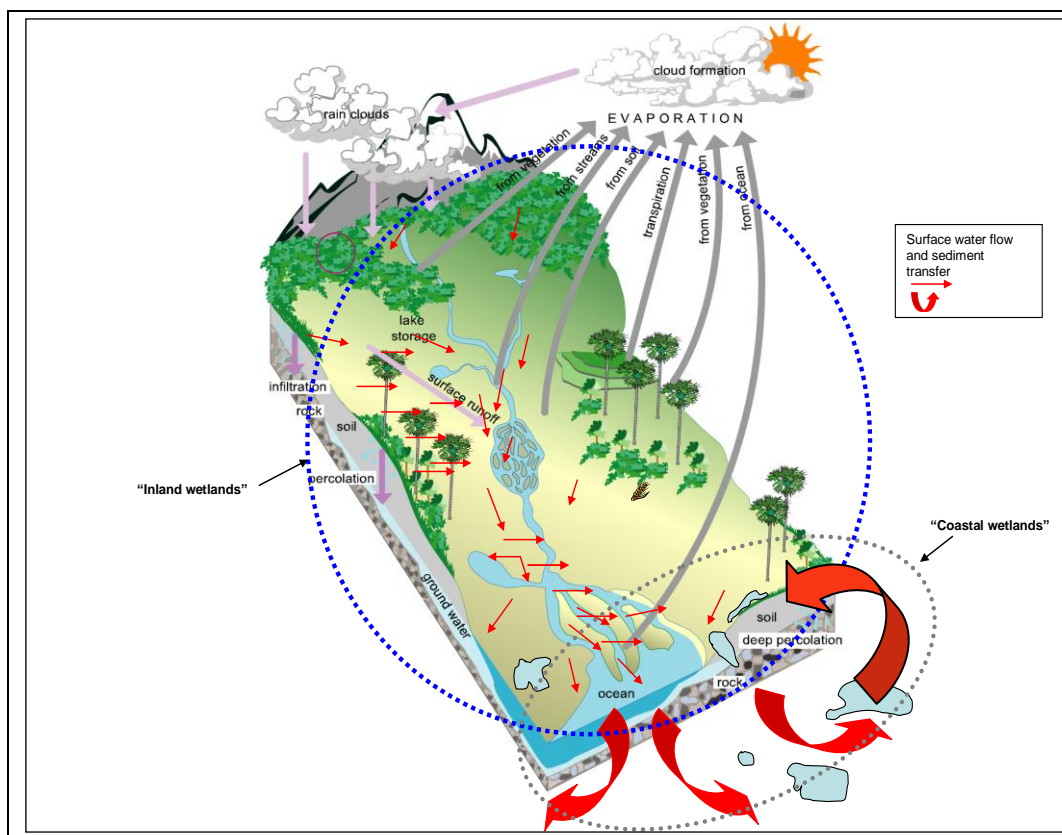 cloud formation
rain clouds
EVAPORATION
from vegetation
from streams
from soil
transpiration
from vegetation
from ocean
Surface water flow
and sediment
transfer
lake
storage
surface runoff
infiltration
rock
soil
percolation
"Inland wetlands"
"Coastal wetlands"
ground water
soil
deep percolation
rock
ocean